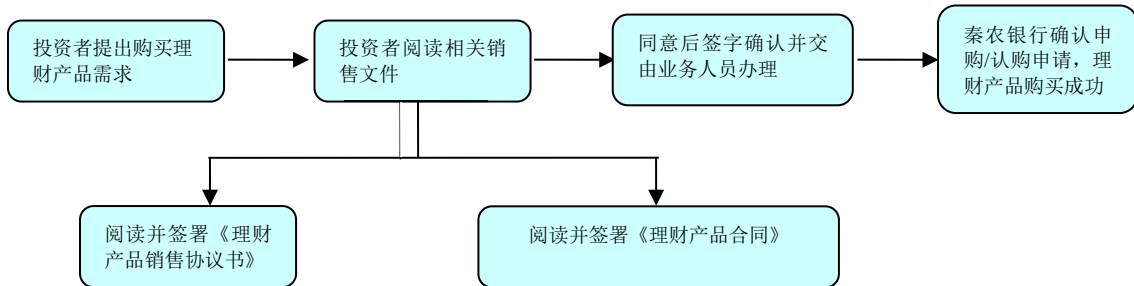 投资者提出购买理
财产品需求
投资者阅读相关销
售文件
同意后签字确认并交
由业务人员办理
秦农银行确认申
购/认购申请，理
财产品购买成功
阅读并签署《理财
产品销售协议书》
阅读并签署《理财产品合同》